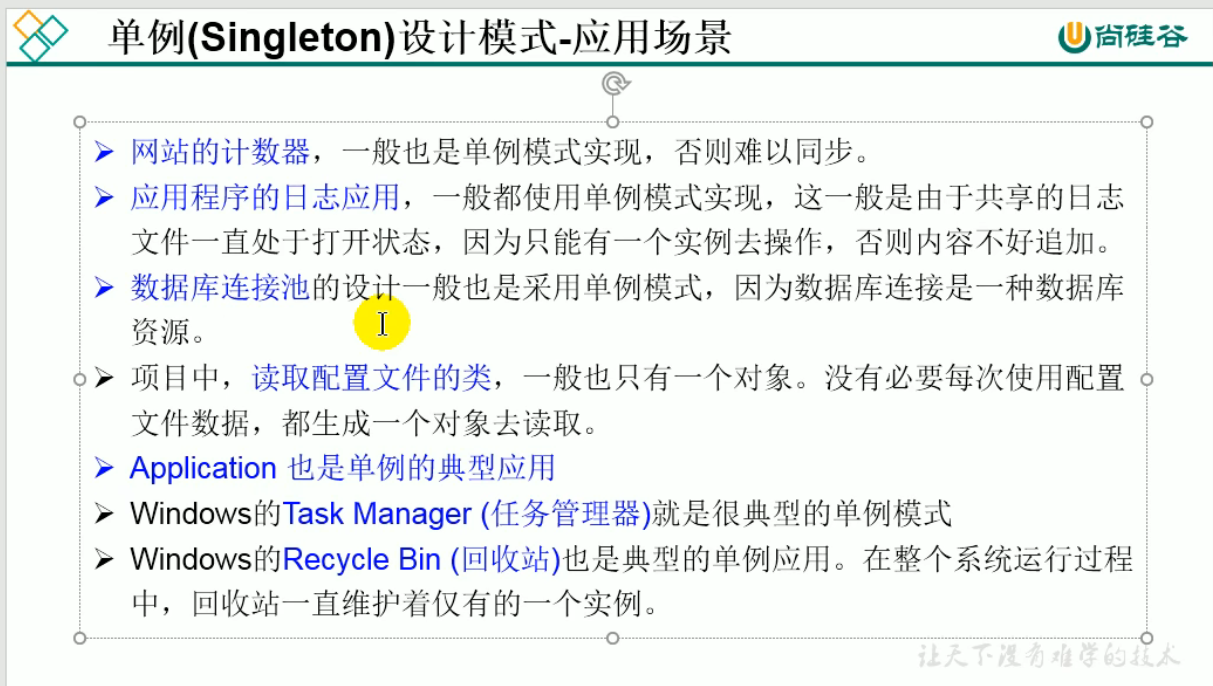 单例(Singleton)设计模式-应用场景
尚硅谷
网站的计数器，一般也是单例模式实现，否则难以同步。
应用程序的日志应用，一般都使用单例模式实现，这一般是由于共享的日志
文件一直处于打开状态，因为只能有一个实例去操作，否则内容不好追加。
数据库连接池的设计一般也是采用单例模式，因为数据库连接是一种数据库
资源。
项目中，读取配置文件的类，一般也只有一个对象。没有必要每次使用配置
文件数据，都生成一个对象去读取。
Application 也是单例的典型应用
Windows的Task Manager (任务管理器)就是很典型的单例模式
Windows的Recycle Bin (回收站)也是典型的单例应用。在整个系统运行过程
中，回收站一直维护着仅有的一个实例。
让天下没有难学的技术